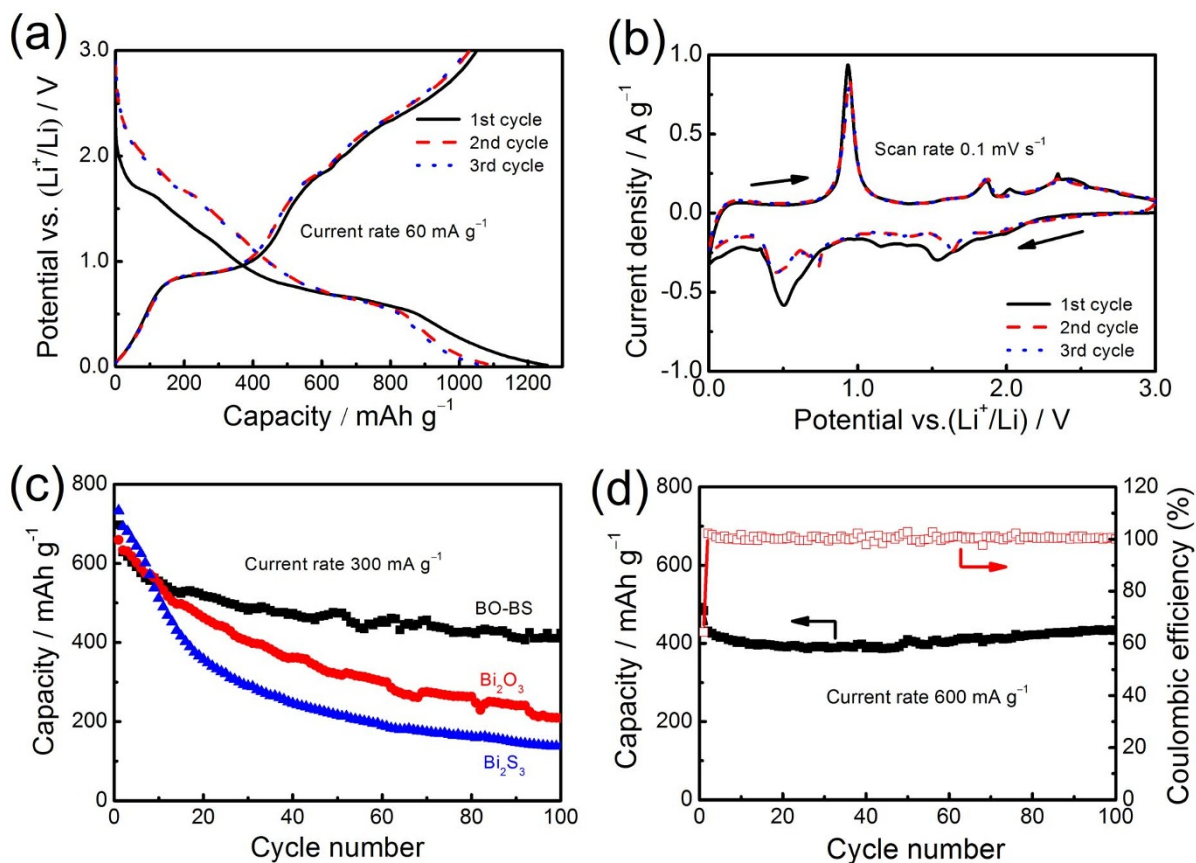 (a)
3.0
2.0
1.0
0.0
Potential vs. (Li⁺/Li) / V
1st cycle
2nd cycle
3rd cycle
Current rate 60 mA g⁻¹
0 200 400 600 800 1000 1200
Capacity / mAh g⁻¹
(b)
1.0
0.5
0.0
-0.5
-1.0
Current density / A g⁻¹
Scan rate 0.1 mV s⁻¹
1st cycle
2nd cycle
3rd cycle
0.0 1.0 2.0 3.0
Potential vs.(Li⁺/Li) / V
(c)
800
600
400
200
0
Capacity / mAh g⁻¹
Current rate 300 mA g⁻¹
BO-BS
Bi₂O₃
Bi₂S₃
0 20 40 60 80 100
Cycle number
(d)
800
600
400
200
0
Capacity / mAh g⁻¹
Current rate 600 mA g⁻¹
120
100
80
60
40
20
0
Coulombic efficiency (%)
0 20 40 60 80 100
Cycle number